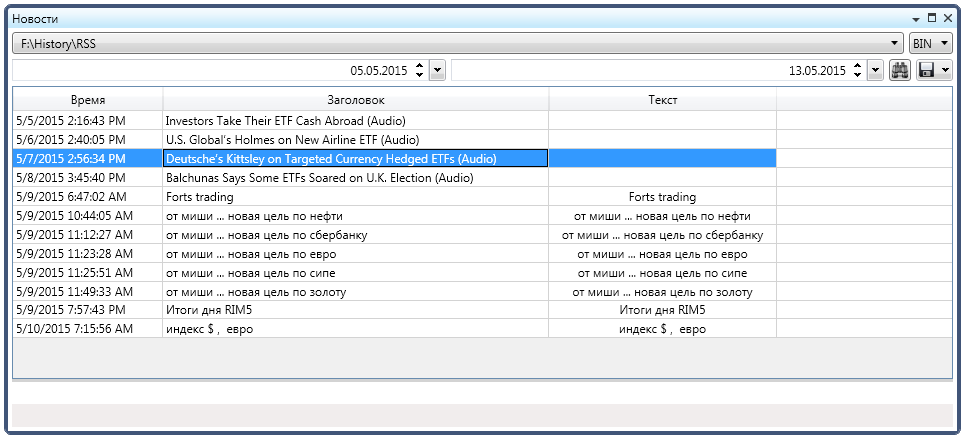 Новости
F:\History\RSS BIN
05.05.2015 13.05.2015
Время Заголовок Текст
5/5/2015 2:16:43 PM Investors Take Their ETF Cash Abroad (Audio)
5/6/2015 2:40:05 PM U.S. Global's Holmes on New Airline ETF (Audio)
5/7/2015 2:56:34 PM Deutsche's Kittsley on Targeted Currency Hedged ETFs (Audio)
5/8/2015 3:45:40 PM Balchunas Says Some ETFs Soared on U.K. Election (Audio)
5/9/2015 6:47:02 AM Forts trading Forts trading
5/9/2015 10:44:05 AM от миши ... новая цель по нефти от миши ... новая цель по нефти
5/9/2015 11:12:27 AM от миши ... новая цель по сбербанку от миши ... новая цель по сбербанку
5/9/2015 11:23:28 AM от миши ... новая цель по евро от миши ... новая цель по евро
5/9/2015 11:25:51 AM от миши ... новая цель по сипе от миши ... новая цель по сипе
5/9/2015 11:49:33 AM от миши ... новая цель по золоту от миши ... новая цель по золоту
5/9/2015 7:57:43 PM Итоги дня RIM5 Итоги дня RIM5
5/10/2015 7:15:56 AM индекс $ , евро индекс $ , евро